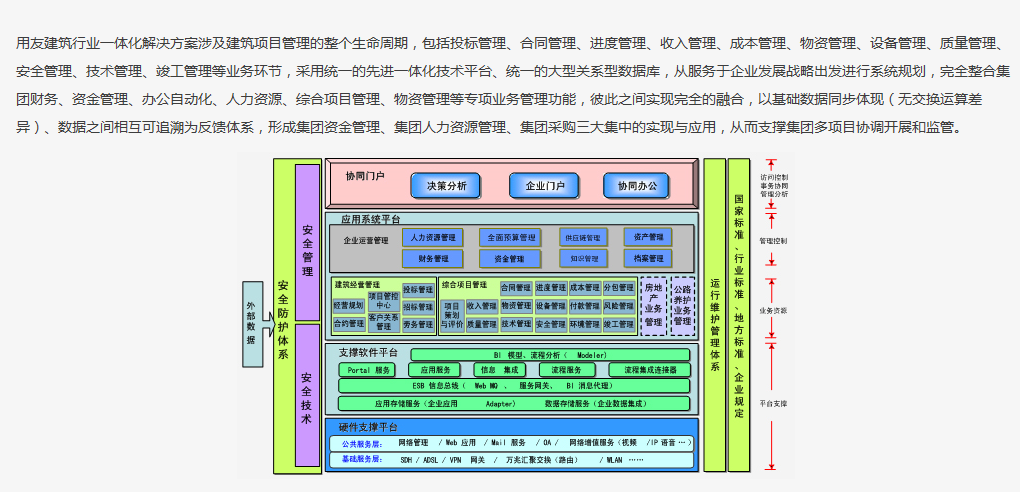 用友建筑行业一体化解决方案涉及建筑项目管理的整个生命周期，包括投标管理、合同管理、进度管理、收入管理、成本管理、物资管理、设备管理、质量管理、
安全管理、技术管理、竣工管理等业务环节，采用统一的先进一体化技术平台、统一的大型关系型数据库，从服务于企业发展战略出发进行系统规划，完全整合集
团财务、资金管理、办公自动化、人力资源、综合项目管理、物资管理等专项业务管理功能，彼此之间实现完全的融合，以基础数据同步体现（无交换运算差
异）、数据之间相互可追溯为反馈体系，形成集团资金管理、集团人力资源管理、集团采购三大集中的实现与应用，从而支撑集团多项目协调开展和监管。
外部数据
安全防护体系
安全管理
安全技术
协同门户
决策分析
企业门户
协同办公
应用系统平台
企业运营管理
人力资源管理
全面预算管理
供应链管理
资产管理
财务管理
资金管理
知识管理
档案管理
建筑经营管理
经营规划
项目管控
中心
投标管理
招标管理
合约管理
客户关系
管理
劳务管理
综合项目管理
合同管理
进度管理
成本管理
分包管理
项目
策划
与评价
收入管理
物资管理
设备管理
付款管理
风险管理
质量管理
技术管理
安全管理
环境管理
竣工管理
房地
产
业务
管理
公路
养护
业务
管理
支撑软件平台
BI 模型、流程分析（ Modeler）
Portal 服务
应用服务
信息 集成
流程服务
流程集成连接器
ESB 信息总线（ Web MQ 、 服务网关、 BI 消息代理）
应用存储服务（企业应用 Adapter） 数据存储服务（企业数据集成）
硬件支撑平台
公共服务层： 网络管理 / Web 应用 / Mail 服务 / OA / 网络增值服务（视频 /IP 语音 … ）
基础服务层： SDH / ADSL / VPN 网关 / 万兆汇聚交换（路由） / WLAN ……
运行维护管理体系
国家标准、行业标准、地方标准、企业规定
访问控制
事务协同
管理分析
管理控制
业务资源
平台支撑